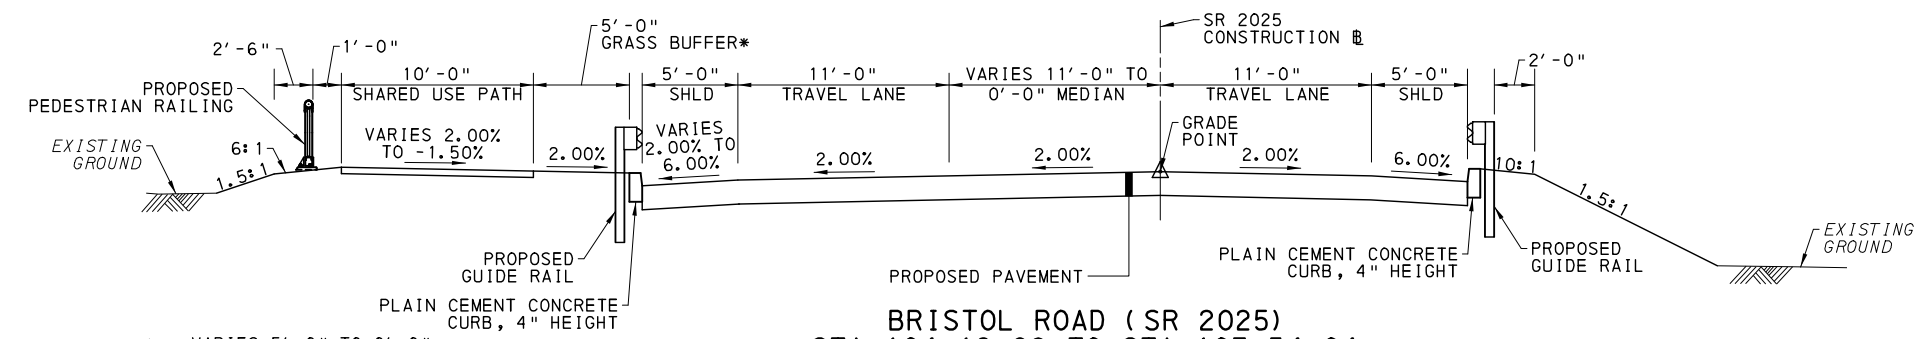 SR 2025
CONSTRUCTION B
5'-0"
GRASS BUFFER*
2'-6"
1'-0"
10'-0"
SHARED USE PATH
5'-0"
SHLD
11'-0"
TRAVEL LANE
VARIES 11'-0" TO
0'-0" MEDIAN
11'-0"
TRAVEL LANE
5'-0"
SHLD
2'-0"
PROPOSED
PEDESTRIAN RAILING
EXISTING
GROUND
6:1
1.5:1
VARIES 2.00%
TO -1.50%
2.00%
VARIES
2.00% TO
6.00%
2.00%
2.00%
GRADE
POINT
2.00%
6.00%
10:1
1.5:1
EXISTING
GROUND
PROPOSED
GUIDE RAIL
PLAIN CEMENT CONCRETE
CURB, 4" HEIGHT
PROPOSED PAVEMENT
PLAIN CEMENT CONCRETE
CURB, 4" HEIGHT
PROPOSED
GUIDE RAIL
BRISTOL ROAD (SR 2025)